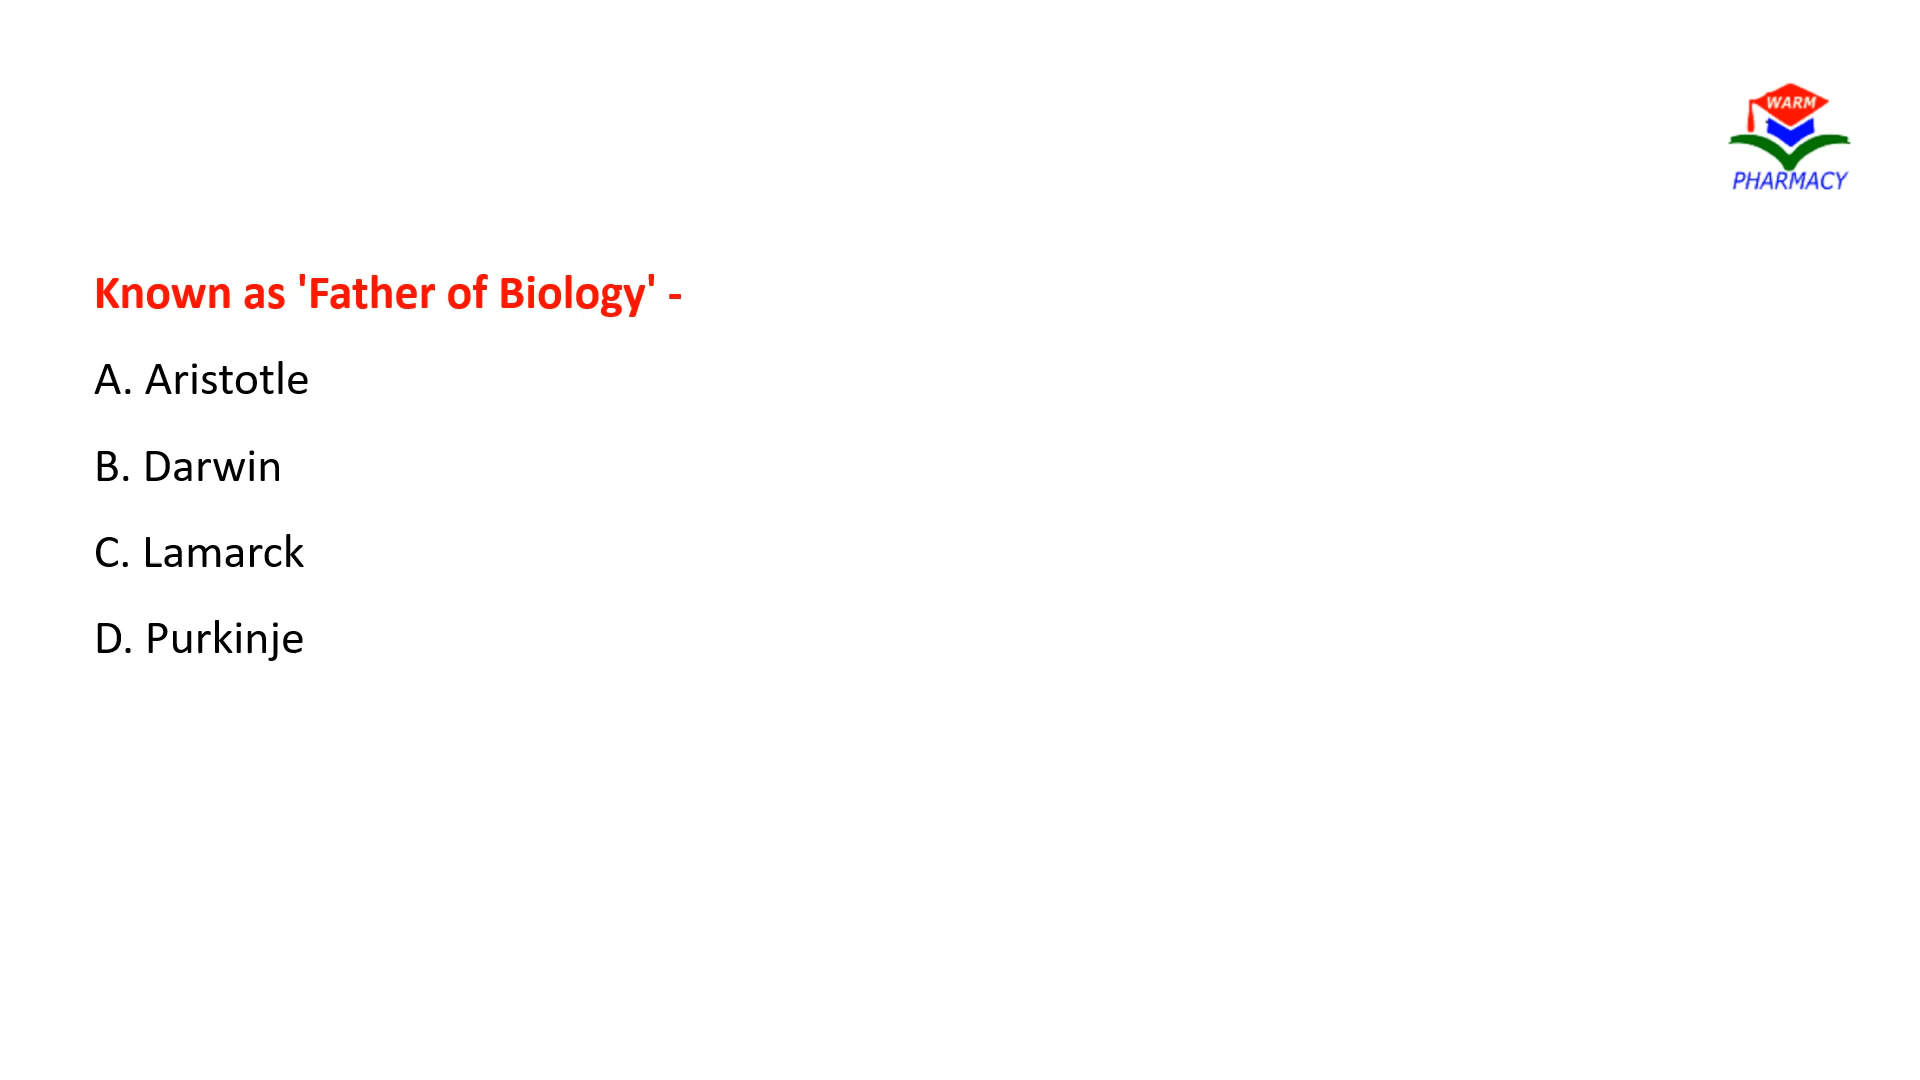 WARM
PHARMACY
Known as 'Father of Biology' -
A. Aristotle
B. Darwin
C. Lamarck
D. Purkinje